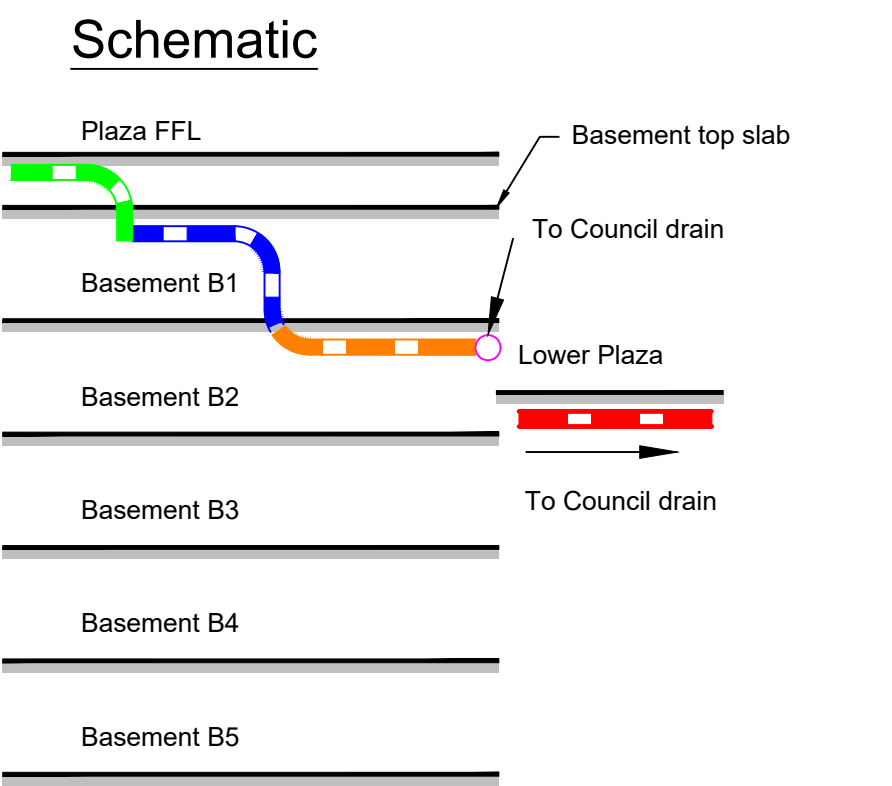 Schematic
Plaza FFL
Basement top slab
To Council drain
Basement B1
Lower Plaza
Basement B2
To Council drain
Basement B3
Basement B4
Basement B5